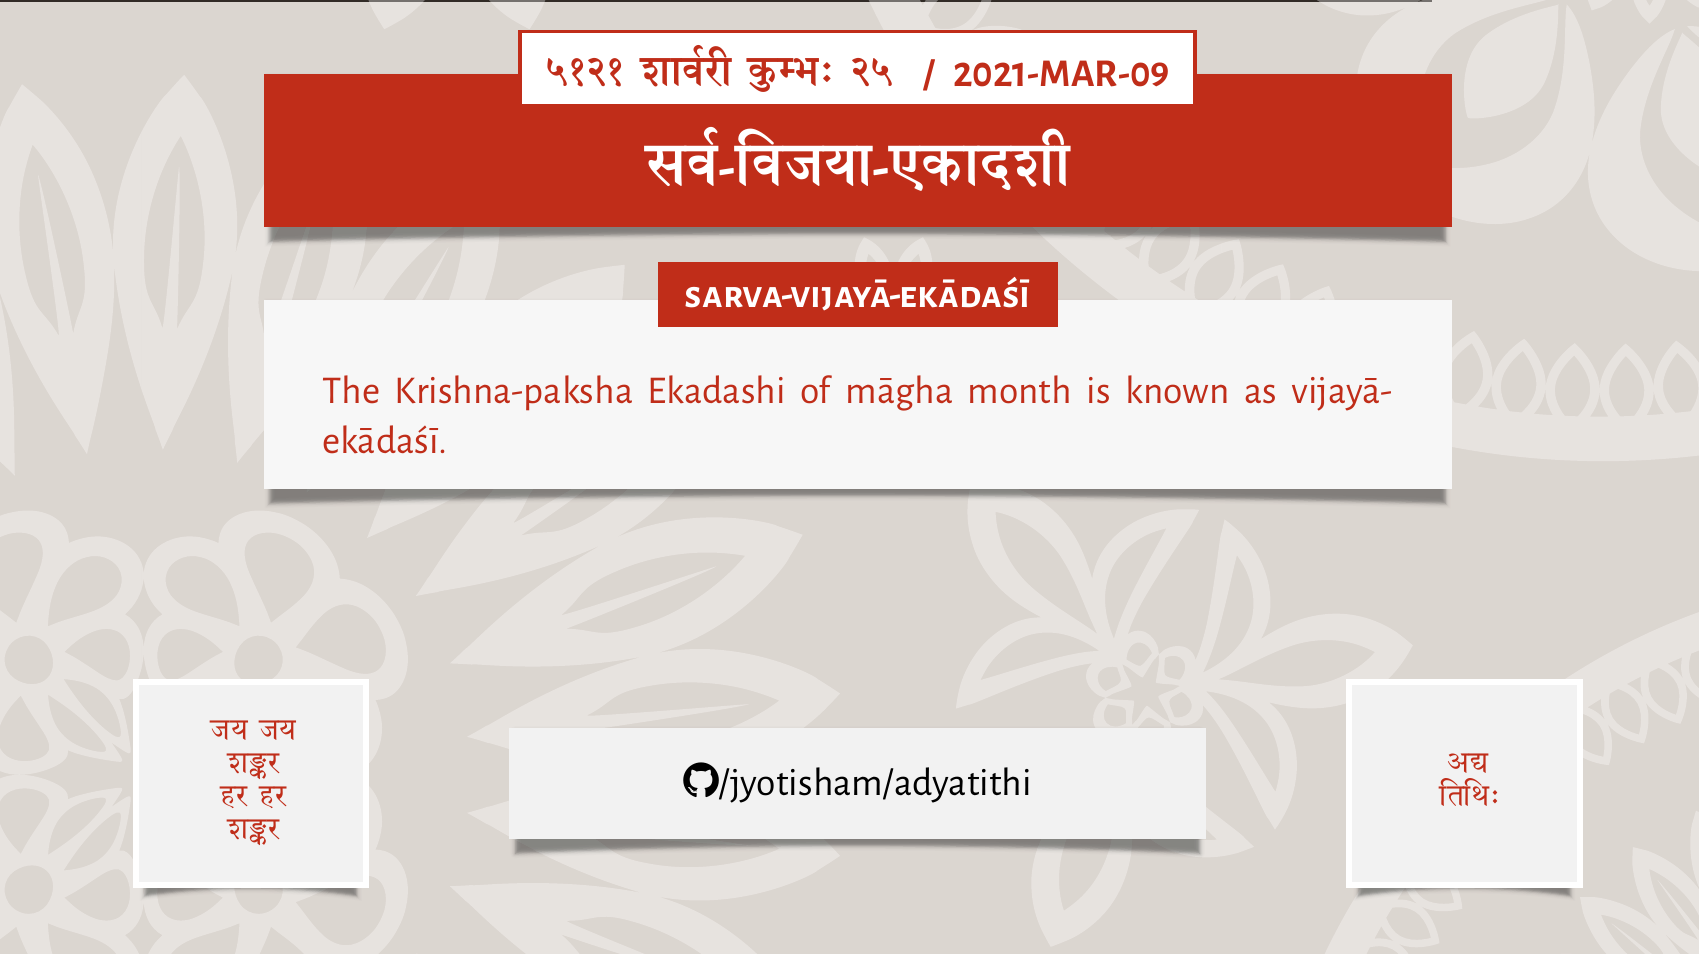 ५१२१ शार्वरी कुम्भः २५ / 2021-MAR-09
सर्व-विजया-एकादशी
SARVA-VIJAYĀ-EKĀDAŚĪ
The Krishna-paksha Ekadashi of māgha month is known as vijayā-
ekādaśī.
जय जय
शङ्कर
हर हर
शङ्कर
/jyotisham/adyatithi
अद्य
तिथिः